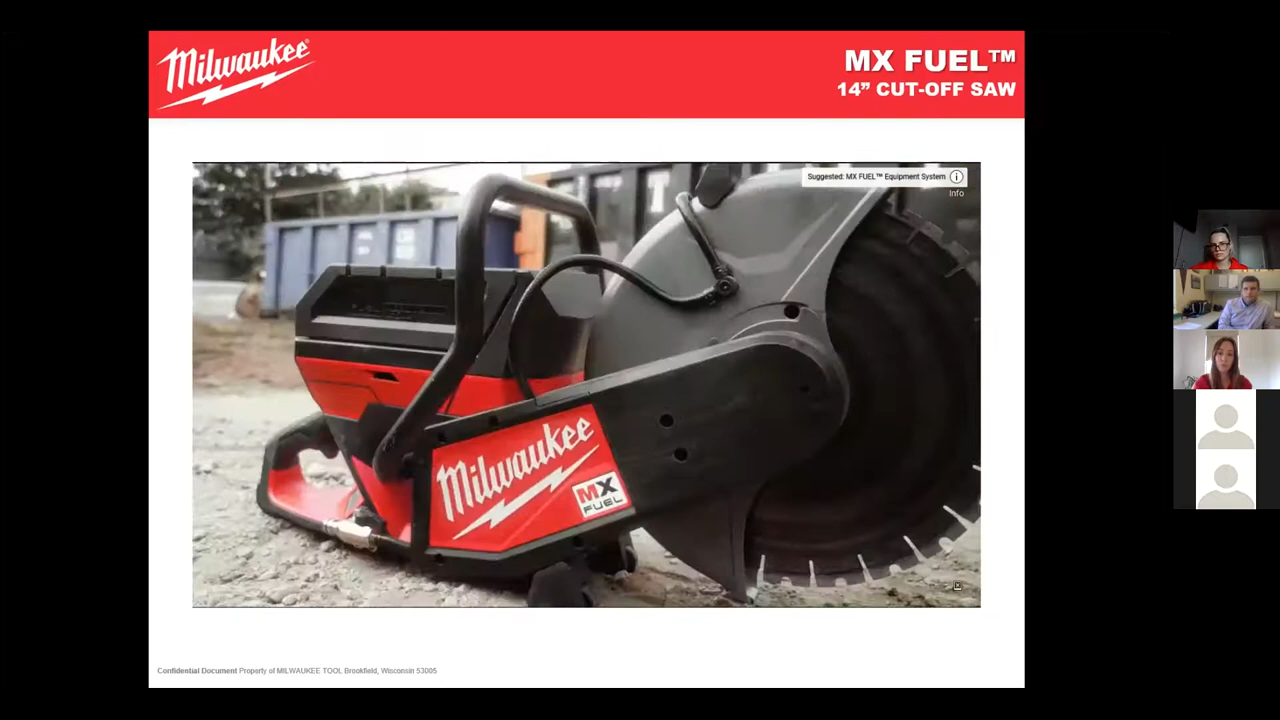 Milwaukee
MX FUEL™
14” CUT-OFF SAW
Suggested: MX FUEL™ Equipment System
Info
Milwaukee
MX
FUEL
Confidential Document Property of MILWAUKEE TOOL Brookfield, Wisconsin 53005